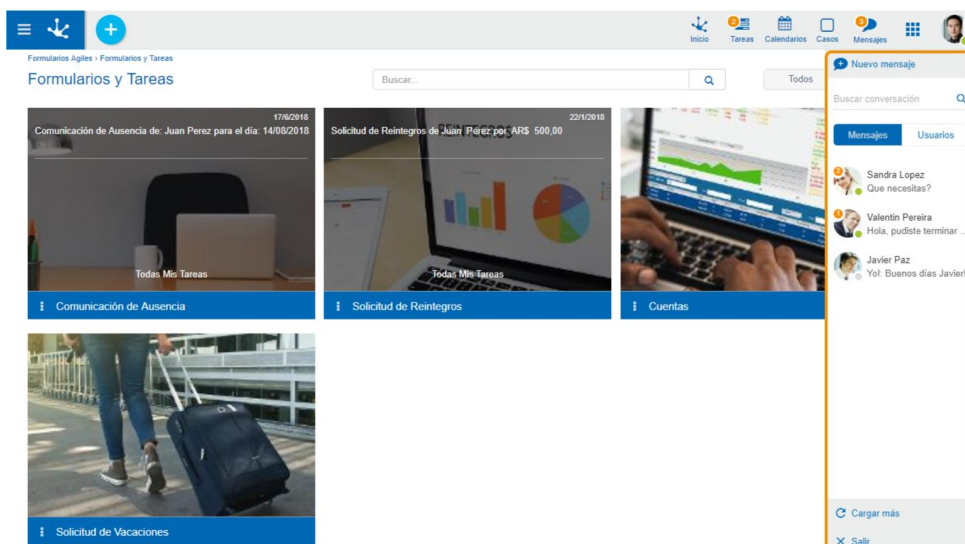 Inicio
2
Tareas
Calendarios
Casos
3
Mensajes
Formularios Agiles › Formularios y Tareas
Formularios y Tareas
Buscar...
Todos
17/6/2018
Comunicación de Ausencia de: Juan Perez para el día: 14/08/2018
Todas Mis Tareas
Comunicación de Ausencia
22/1/2018
Solicitud de Reintegros de Juan Perez por AR$ 500,00
REINTEGROS
Todas Mis Tareas
Solicitud de Reintegros
Cuentas
Solicitud de Vacaciones
Nuevo mensaje
Buscar conversación
Mensajes
Usuarios
2
Sandra Lopez
Que necesitas?
Valentin Pereira
Hola, pudiste terminar ...
Javier Paz
Yo!: Buenos días Javier!
Cargar más
Salir